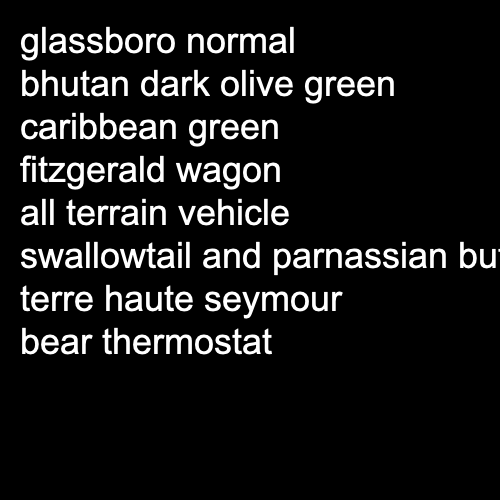 glassboro normal
bhutan dark olive green
caribbean green
fitzgerald wagon
all terrain vehicle
swallowtail and parnassian
terre haute seymour
bear thermostat